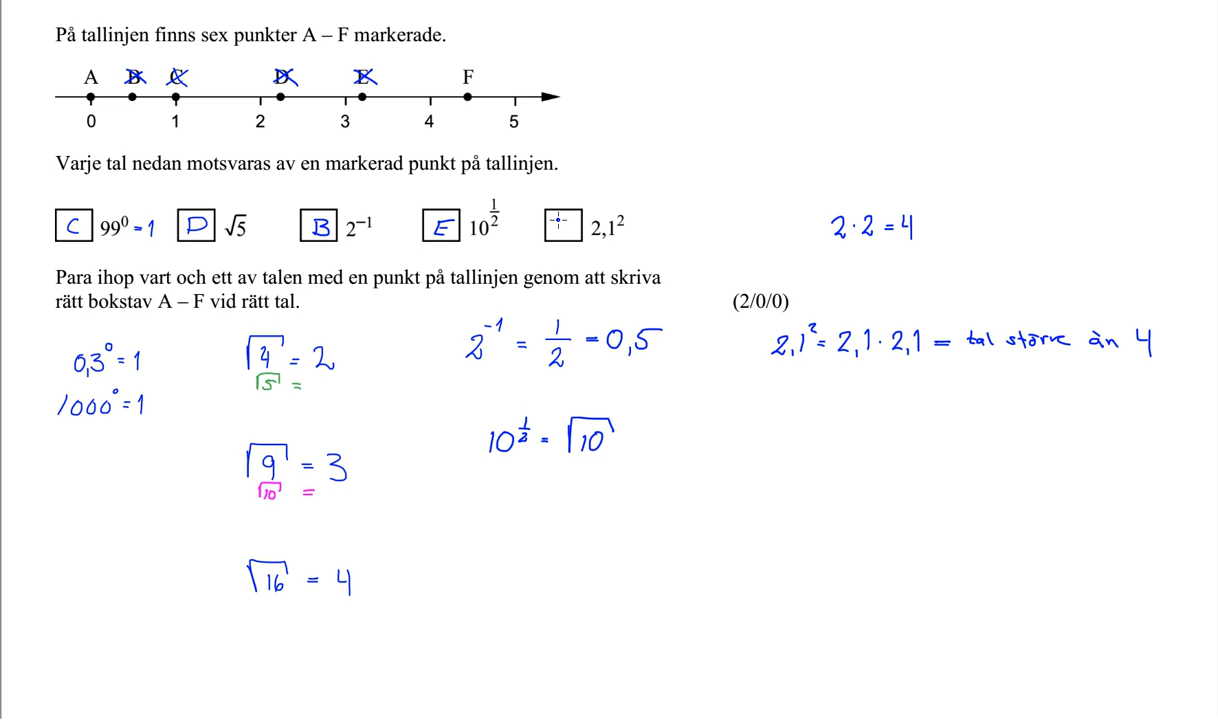 På tallinjen finns sex punkter A – F markerade.
A B C D E F
0 1 2 3 4 5
Varje tal nedan motsvaras av en markerad punkt på tallinjen.
C 99⁰ = 1 D √5 B 2⁻¹ E 10^(1/2) 2,1²
2 · 2 = 4
Para ihop vart och ett av talen med en punkt på tallinjen genom att skriva
rätt bokstav A – F vid rätt tal. (2/0/0)
0,3⁰ = 1
1000⁰ = 1
√4 = 2
√5 =
√9 = 3
√10 =
√16 = 4
2⁻¹ = 1/2 = 0,5
10^(1/2) = √10
2,1² = 2,1 · 2,1 = tal större än 4